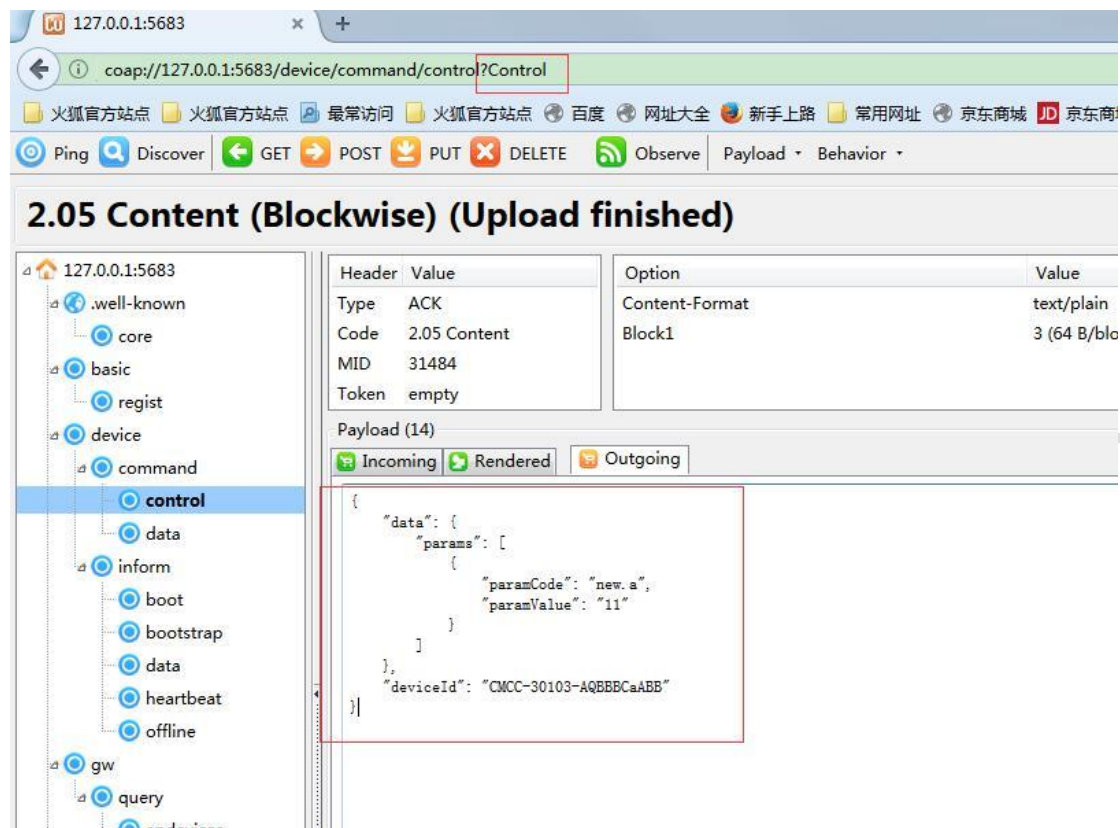 127.0.0.1:5683
coap://127.0.0.1:5683/device/command/control?Control
火狐官方站点 火狐官方站点 最常访问 火狐官方站点 百度 网址大全 新手上路 常用网址 京东商城 JD 京东商
Ping Discover GET POST PUT DELETE Observe Payload Behavior
2.05 Content (Blockwise) (Upload finished)
127.0.0.1:5683
.well-known
core
basic
regist
device
command
control
data
inform
boot
bootstrap
data
heartbeat
offline
gw
query
Header Value
Type ACK
Code 2.05 Content
MID 31484
Token empty
Option Value
Content-Format text/plain
Block1 3 (64 B/blo
Payload (14)
Incoming Rendered Outgoing
{
"data": {
"params": [
{
"paramCode": "new.a",
"paramValue": "11"
}
]
},
"deviceId": "CMCC-30103-AQBBBCaABB"
}